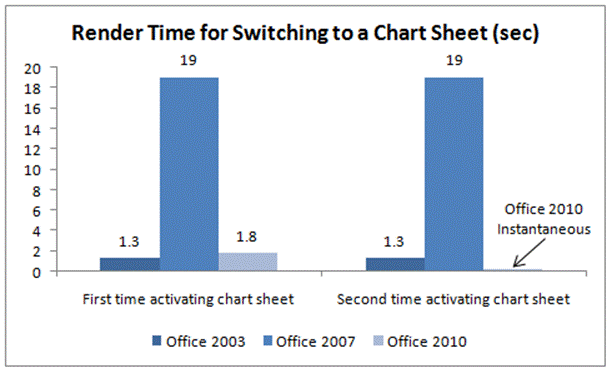 Render Time for Switching to a Chart Sheet (sec)
20
18
16
14
12
10
8
6
4
2
0
1.3
19
1.8
1.3
19
Office 2010
Instantaneous
First time activating chart sheet
Second time activating chart sheet
Office 2003
Office 2007
Office 2010